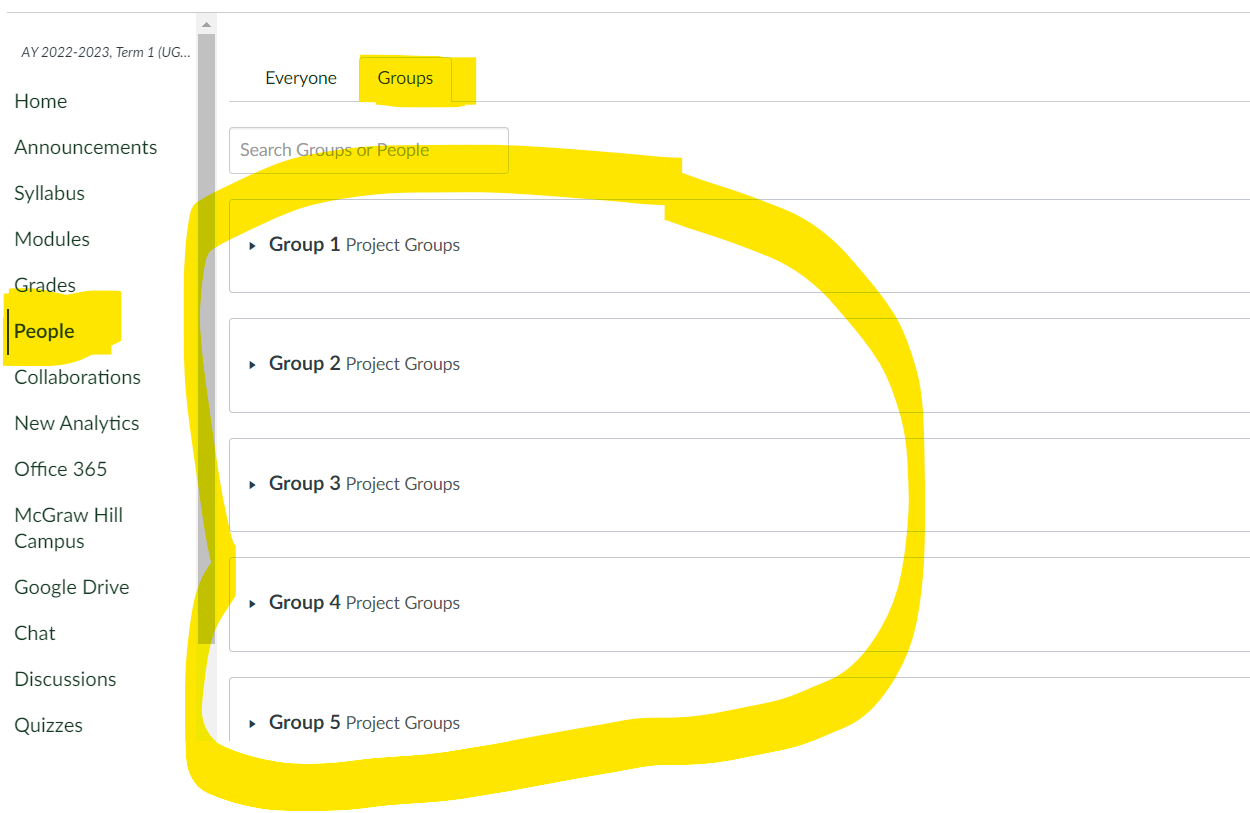 AY 2022-2023, Term 1 (UG...
Home
Announcements
Syllabus
Modules
Grades
People
Collaborations
New Analytics
Office 365
McGraw Hill
Campus
Google Drive
Chat
Discussions
Quizzes
Everyone Groups
Search Groups or People
Group 1 Project Groups
Group 2 Project Groups
Group 3 Project Groups
Group 4 Project Groups
Group 5 Project Groups